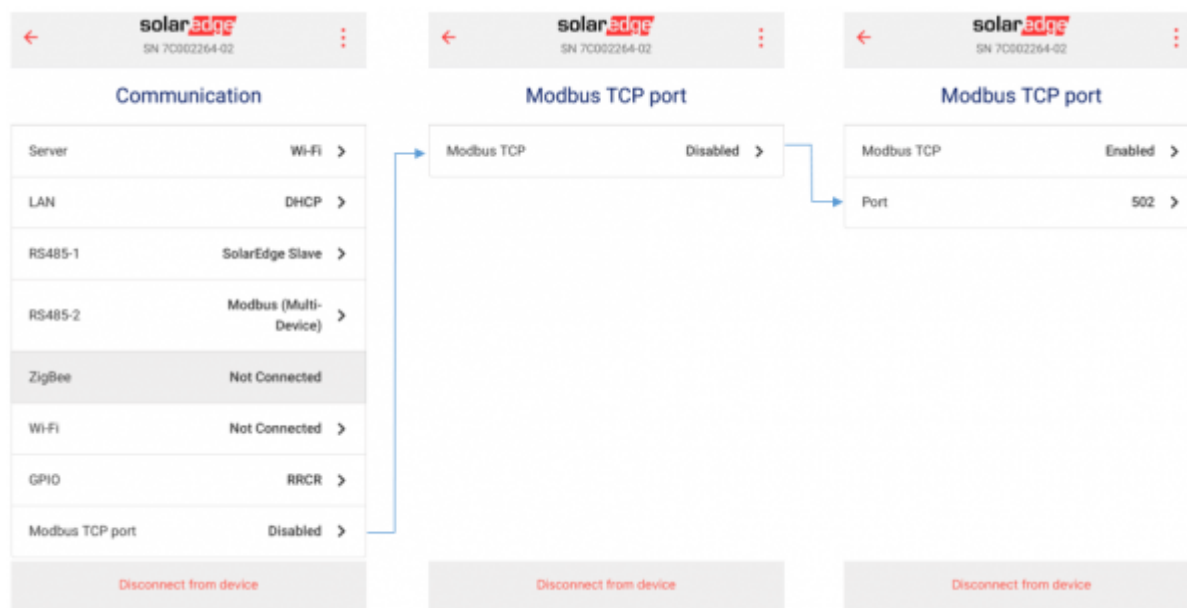 solaredge
SN 7C002264-02
Communication
Server Wi-Fi
LAN DHCP
RS485-1 SolarEdge Slave
RS485-2 Modbus (Multi-
Device)
ZigBee Not Connected
Wi-Fi Not Connected
GPIO RRCR
Modbus TCP port Disabled
Disconnect from device
solaredge
SN 7C002264-02
Modbus TCP port
Modbus TCP Disabled
Disconnect from device
solaredge
SN 7C002264-02
Modbus TCP port
Modbus TCP Enabled
Port 502
Disconnect from device